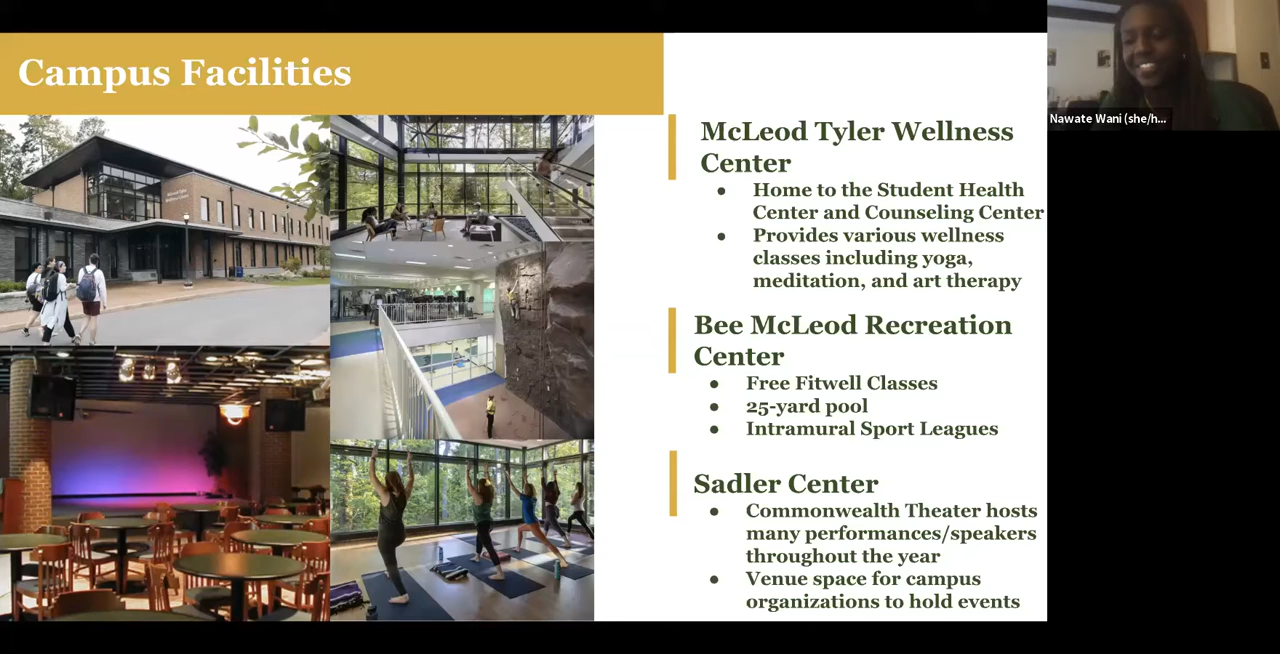 Campus Facilities
McLeod Tyler Wellness
Center
● Home to the Student Health
Center and Counseling Center
● Provides various wellness
classes including yoga,
meditation, and art therapy
Bee McLeod Recreation
Center
● Free Fitwell Classes
● 25-yard pool
● Intramural Sport Leagues
Sadler Center
● Commonwealth Theater hosts
many performances/speakers
throughout the year
● Venue space for campus
organizations to hold events
Nawate Wani (she/h...